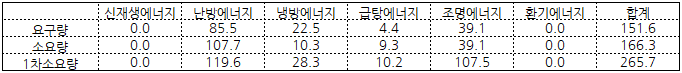 신재생에너지 난방에너지 냉방에너지 급탕에너지 조명에너지 환기에너지 합계
요구량 0.0 85.5 22.5 4.4 39.1 0.0 151.6
소요량 0.0 107.7 10.3 9.3 39.1 0.0 166.3
1차소요량 0.0 119.6 28.3 10.2 107.5 0.0 265.7